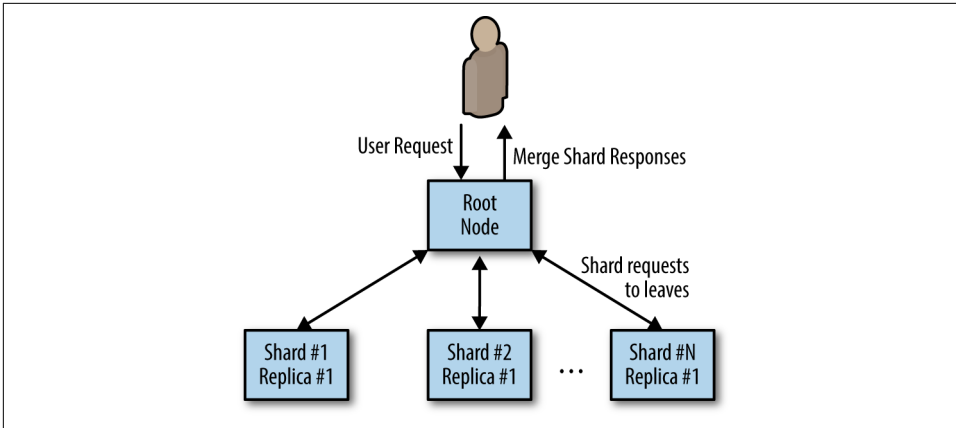 User Request
Merge Shard Responses
Root
Node
Shard requests
to leaves
Shard #1
Replica #1
Shard #2
Replica #1
...
Shard #N
Replica #1